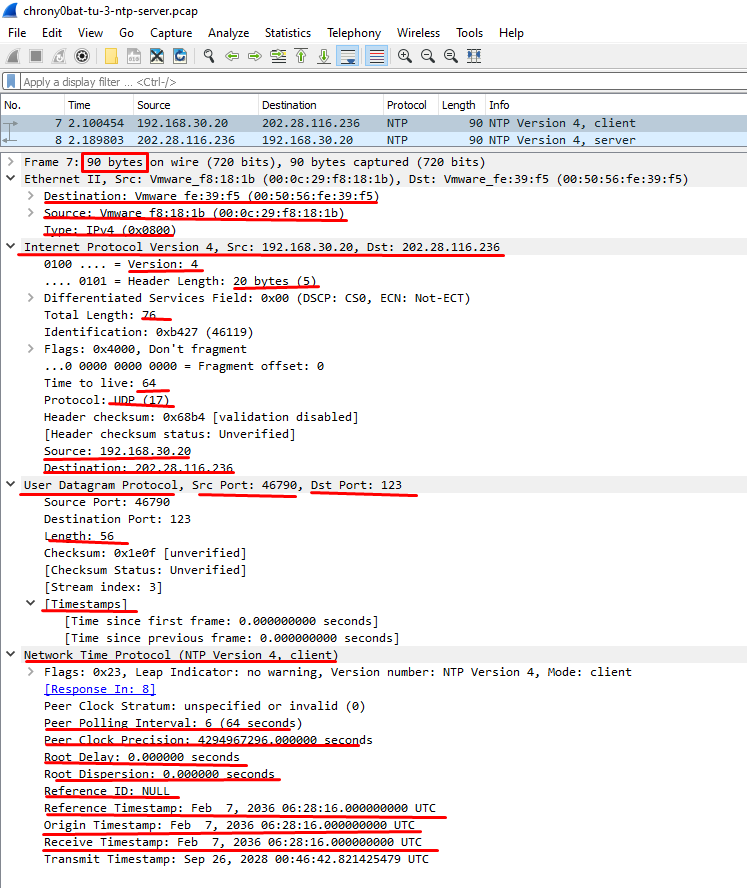 chrony0bat-tu-3-ntp-server.pcap
File Edit View Go Capture Analyze Statistics Telephony Wireless Tools Help
Apply a display filter ... <Ctrl-/>
No. Time Source Destination Protocol Length Info
7 2.100454 192.168.30.20 202.28.116.236 NTP 90 NTP Version 4, client
8 2.189803 202.28.116.236 192.168.30.20 NTP 90 NTP Version 4, server
Frame 7: 90 bytes on wire (720 bits), 90 bytes captured (720 bits)
Ethernet II, Src: Vmware_f8:18:1b (00:0c:29:f8:18:1b), Dst: Vmware_fe:39:f5 (00:50:56:fe:39:f5)
Destination: Vmware_fe:39:f5 (00:50:56:fe:39:f5)
Source: Vmware_f8:18:1b (00:0c:29:f8:18:1b)
Type: IPv4 (0x0800)
Internet Protocol Version 4, Src: 192.168.30.20, Dst: 202.28.116.236
0100 .... = Version: 4
.... 0101 = Header Length: 20 bytes (5)
Differentiated Services Field: 0x00 (DSCP: CS0, ECN: Not-ECT)
Total Length: 76
Identification: 0xb427 (46119)
Flags: 0x4000, Don't fragment
...0 0000 0000 0000 = Fragment offset: 0
Time to live: 64
Protocol: UDP (17)
Header checksum: 0x68b4 [validation disabled]
[Header checksum status: Unverified]
Source: 192.168.30.20
Destination: 202.28.116.236
User Datagram Protocol, Src Port: 46790, Dst Port: 123
Source Port: 46790
Destination Port: 123
Length: 56
Checksum: 0x1e0f [unverified]
[Checksum Status: Unverified]
[Stream index: 3]
[Timestamps]
[Time since first frame: 0.000000000 seconds]
[Time since previous frame: 0.000000000 seconds]
Network Time Protocol (NTP Version 4, client)
Flags: 0x23, Leap Indicator: no warning, Version number: NTP Version 4, Mode: client
[Response In: 8]
Peer Clock Stratum: unspecified or invalid (0)
Peer Polling Interval: 6 (64 seconds)
Peer Clock Precision: 4294967296.000000 seconds
Root Delay: 0.000000 seconds
Root Dispersion: 0.000000 seconds
Reference ID: NULL
Reference Timestamp: Feb  7, 2036 06:28:16.000000000 UTC
Origin Timestamp: Feb  7, 2036 06:28:16.000000000 UTC
Receive Timestamp: Feb  7, 2036 06:28:16.000000000 UTC
Transmit Timestamp: Sep 26, 2028 00:46:42.821425479 UTC